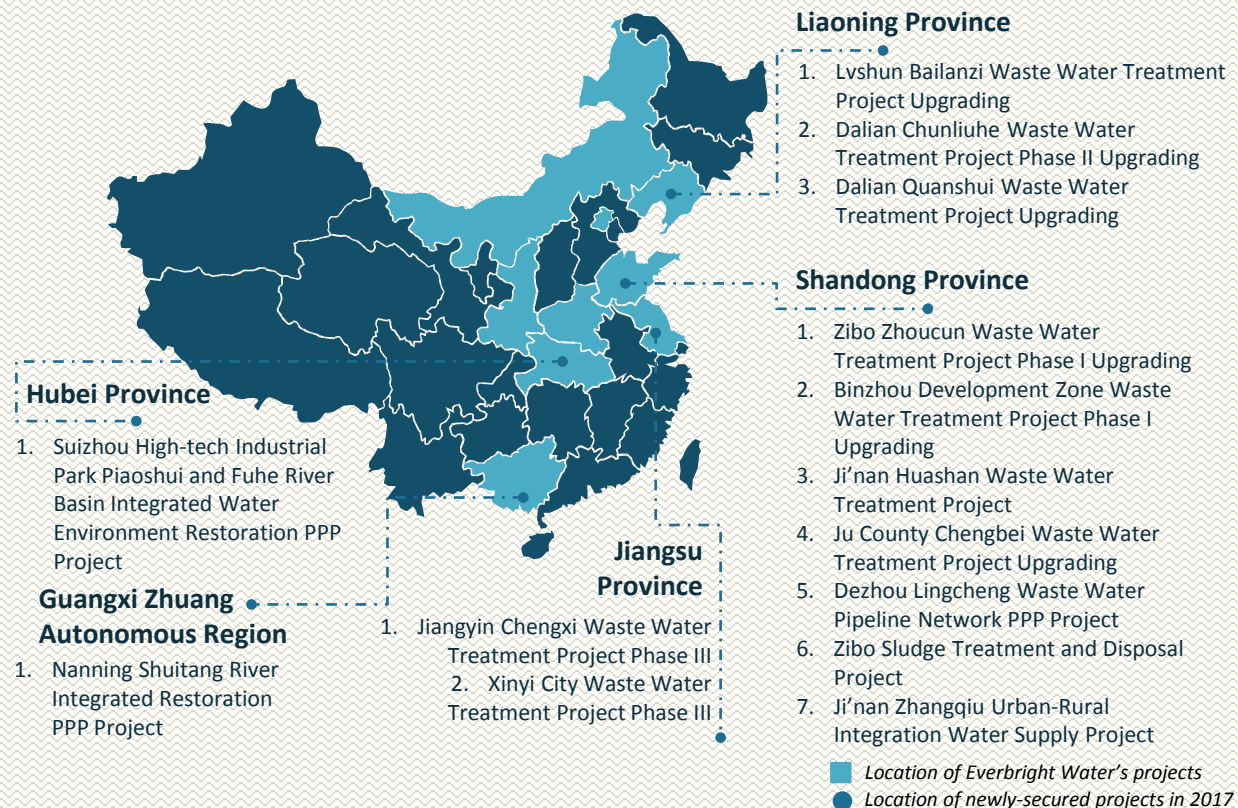 Liaoning Province
1. Lvshun Bailanzi Waste Water Treatment
Project Upgrading
2. Dalian Chunliuhe Waste Water
Treatment Project Phase II Upgrading
3. Dalian Quanshui Waste Water
Treatment Project Upgrading
Shandong Province
1. Zibo Zhoucun Waste Water
Treatment Project Phase I Upgrading
2. Binzhou Development Zone Waste
Water Treatment Project Phase I
Upgrading
3. Ji’nan Huashan Waste Water
Treatment Project
4. Ju County Chengbei Waste Water
Treatment Project Upgrading
5. Dezhou Lingcheng Waste Water
Pipeline Network PPP Project
6. Zibo Sludge Treatment and Disposal
Project
7. Ji’nan Zhangqiu Urban-Rural
Integration Water Supply Project
Hubei Province
1. Suizhou High-tech Industrial
Park Piaoshui and Fuhe River
Basin Integrated Water
Environment Restoration PPP
Project
Guangxi Zhuang
Autonomous Region
1. Nanning Shuitang River
Integrated Restoration
PPP Project
Jiangsu
Province
1. Jiangyin Chengxi Waste Water
Treatment Project Phase III
2. Xinyi City Waste Water
Treatment Project Phase III
Location of Everbright Water’s projects
Location of newly-secured projects in 2017